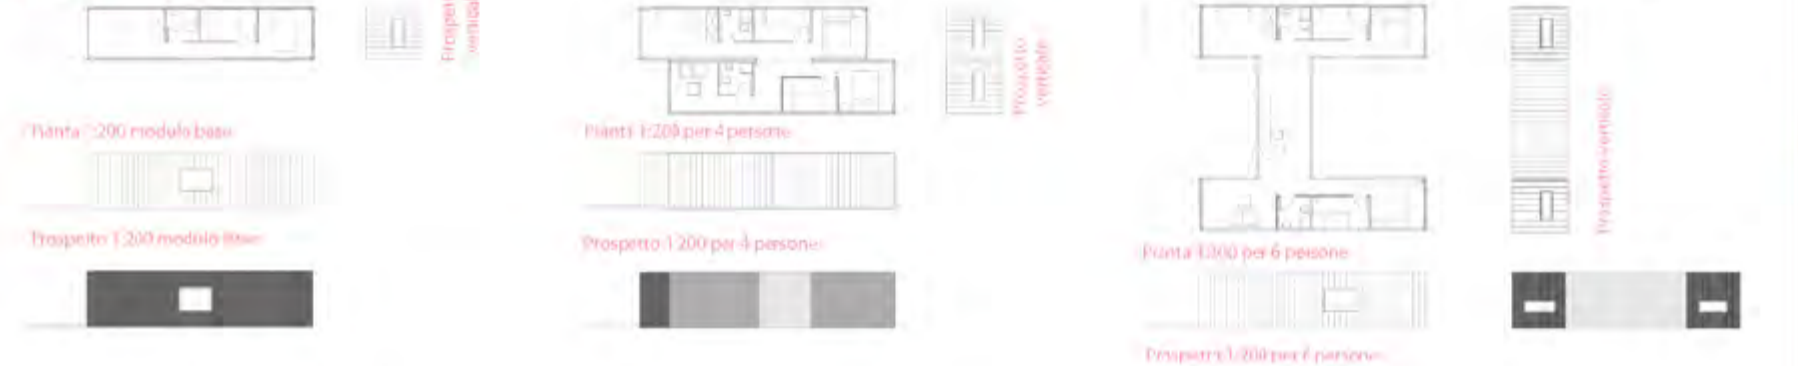 Prospetto
vertica
Pianta 1:200 modulo base
Prospetto 1:200 modulo base
Prospetto
verticale
Pianta 1:200 per 4 persone
Prospetto 1:200 per 4 persone
Prospetto verticale
Pianta 1:200 per 6 persone
Prospetto 1:200 per 6 persone